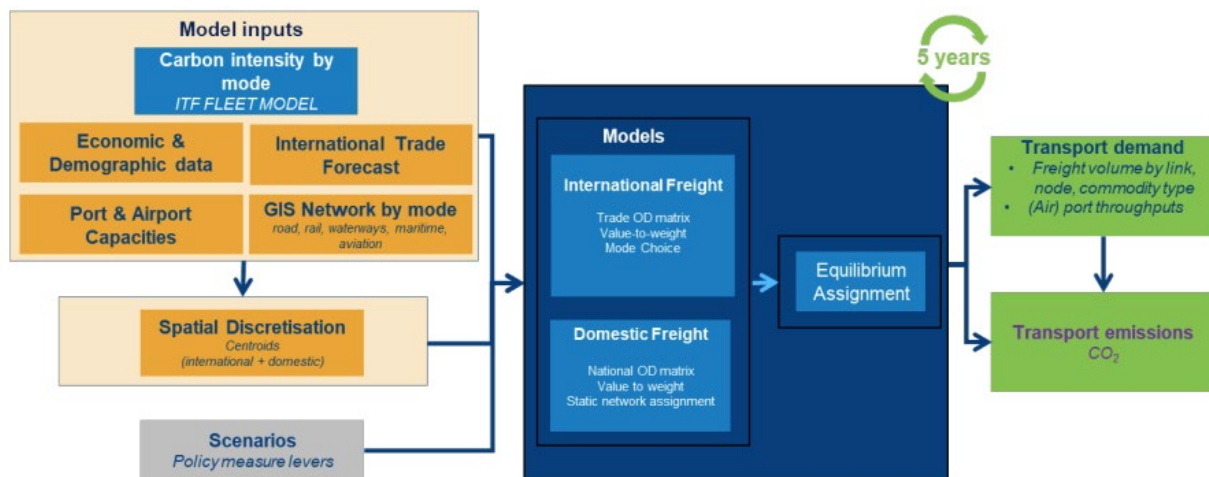 Model inputs
Carbon intensity by
mode
ITF FLEET MODEL
Economic &
Demographic data
International Trade
Forecast
Port & Airport
Capacities
GIS Network by mode
road, rail, waterways, maritime,
aviation
Spatial Discretisation
Centroids
(international + domestic)
Scenarios
Policy measure levers
5 years
Models
International Freight
Trade OD matrix
Value-to-weight
Mode Choice
Domestic Freight
National OD matrix
Value to weight
Static network assignment
Equilibrium
Assignment
Transport demand
• Freight volume by link,
node, commodity type
• (Air) port throughputs
Transport emissions
CO₂